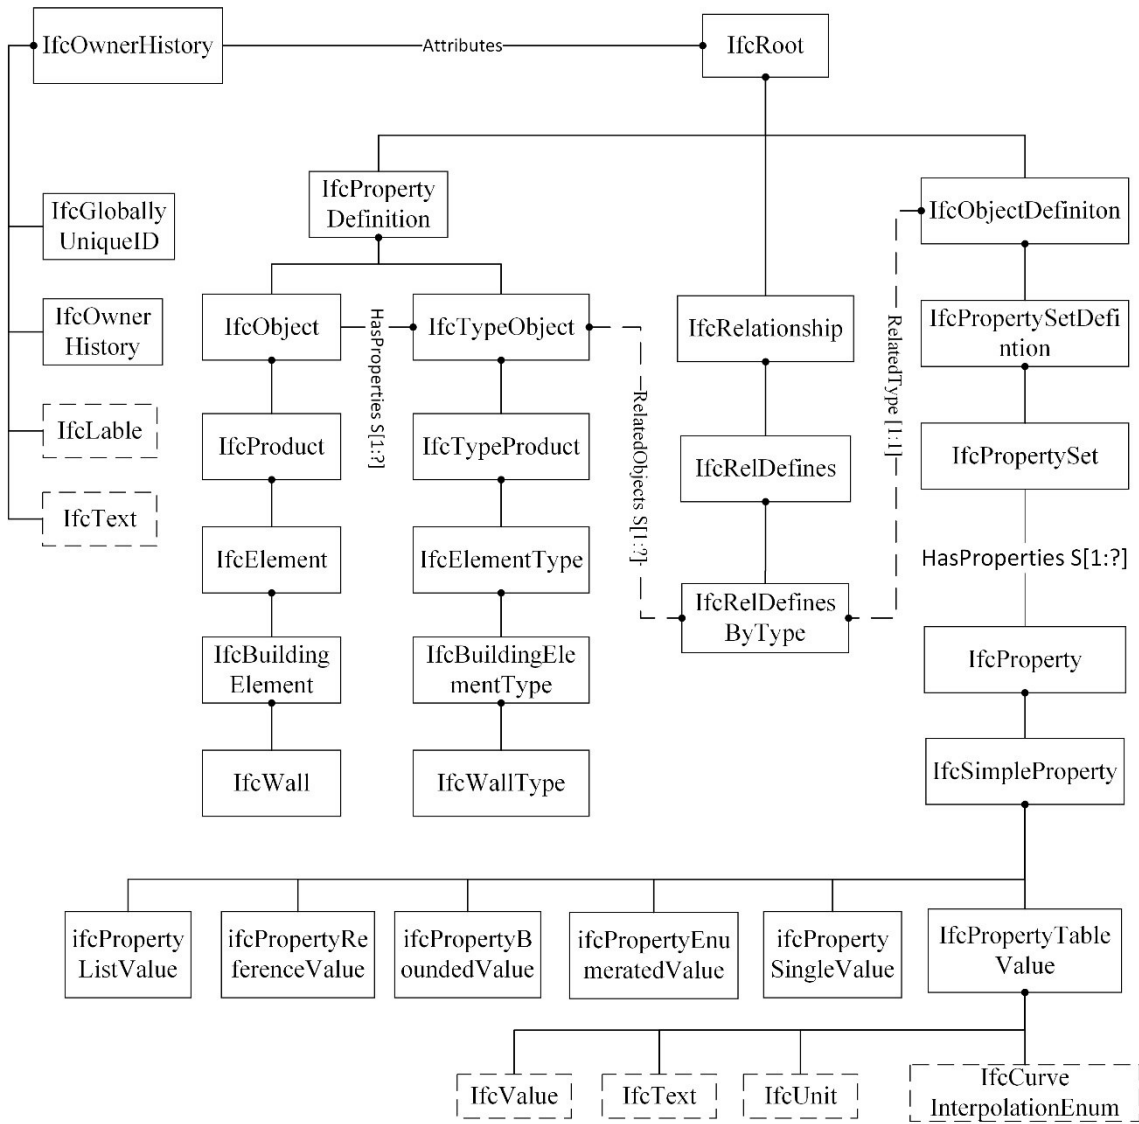 IfcOwnerHistory
Attributes
IfcRoot
IfcProperty
Definition
IfcObjectDefiniton
IfcGlobally
UniqueID
IfcOwner
History
IfcLable
IfcText
IfcObject
HasProperties S[1:?]
IfcTypeObject
RelatedObjects S[1:?]
IfcRelationship
RelatedType [1:1]
IfcPropertySetDefi
ntion
IfcProduct
IfcTypeProduct
IfcRelDefines
IfcPropertySet
IfcElement
IfcElementType
HasProperties S[1:?]
IfcRelDefines
ByType
IfcBuilding
Element
IfcBuildingEle
mentType
IfcProperty
IfcWall
IfcWallType
IfcSimpleProperty
ifcProperty
ListValue
ifcPropertyRe
ferenceValue
ifcPropertyB
oundedValue
ifcPropertyEnu
meratedValue
ifcProperty
SingleValue
IfcPropertyTable
Value
IfcValue
IfcText
IfcUnit
IfcCurve
InterpolationEnum